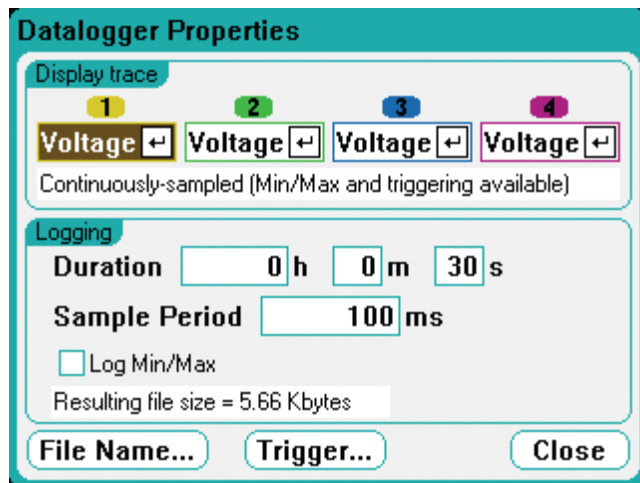 Datalogger Properties
Display trace
1 2 3 4
Voltage Voltage Voltage Voltage
Continuously-sampled (Min/Max and triggering available)
Logging
Duration 0 h 0 m 30 s
Sample Period 100 ms
Log Min/Max
Resulting file size = 5.66 Kbytes
File Name... Trigger... Close